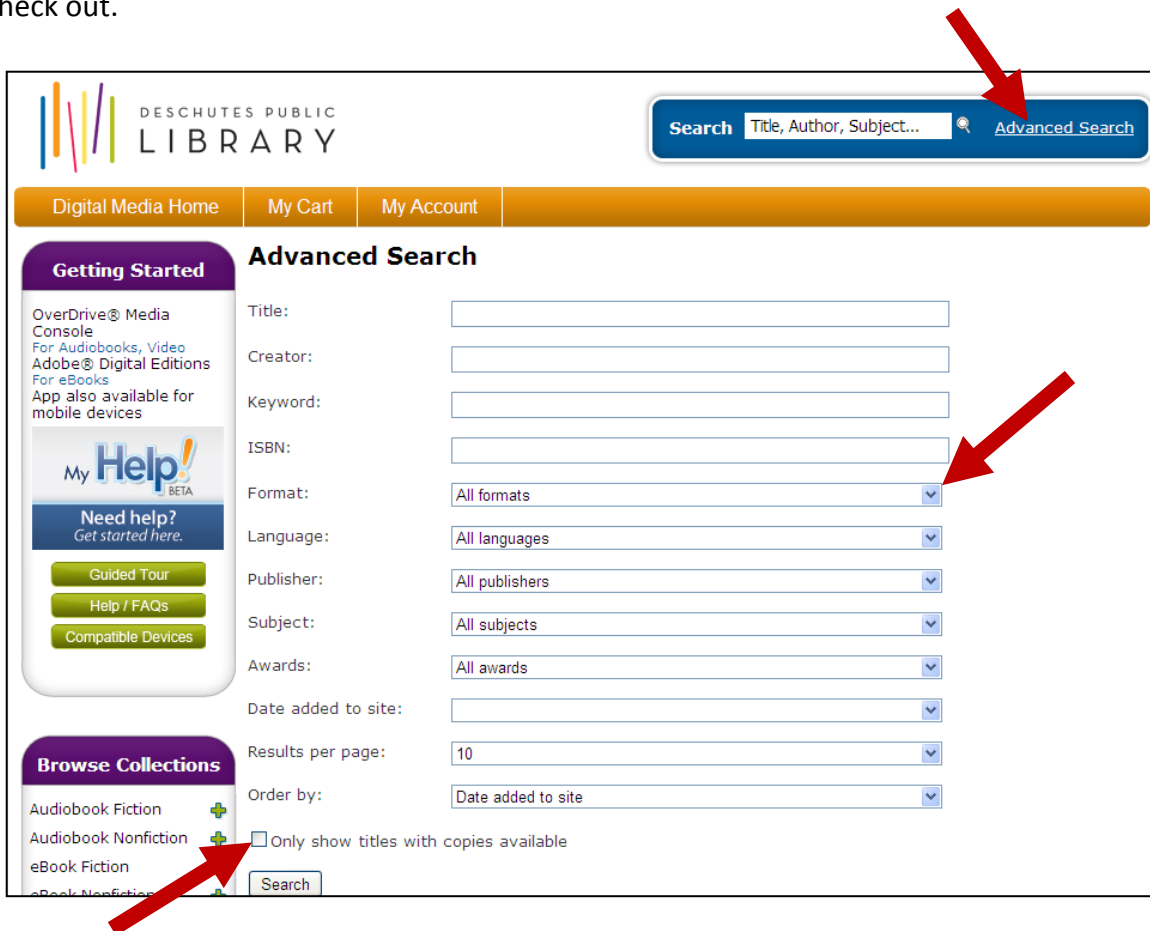 heck out.
DESCHUTES PUBLIC
LIBRARY
Search Title, Author, Subject... Advanced Search
Digital Media Home My Cart My Account
Getting Started
OverDrive® Media
Console
For Audiobooks, Video
Adobe® Digital Editions
For eBooks
App also available for
mobile devices
My Help!
BETA
Need help?
Get started here.
Guided Tour
Help / FAQs
Compatible Devices
Browse Collections
Audiobook Fiction
Audiobook Nonfiction
eBook Fiction
eBook Nonfiction
Advanced Search
Title:
Creator:
Keyword:
ISBN:
Format: All formats
Language: All languages
Publisher: All publishers
Subject: All subjects
Awards: All awards
Date added to site:
Results per page: 10
Order by: Date added to site
Only show titles with copies available
Search